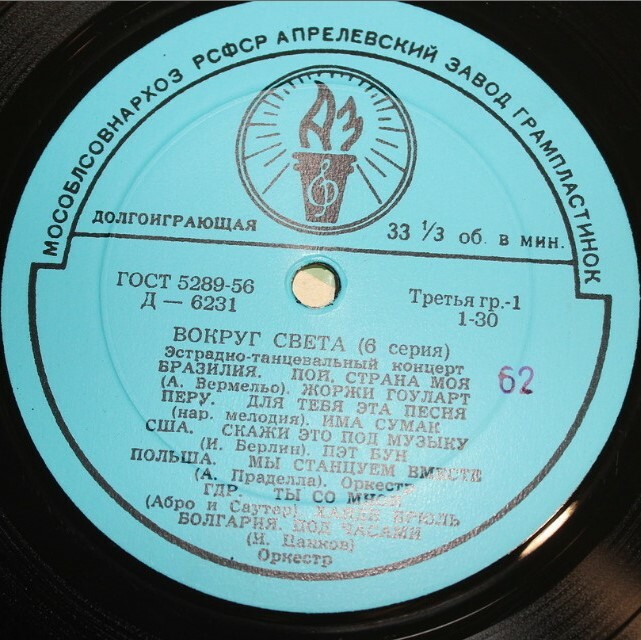 МОСОБЛСОВНАРХОЗ РСФСР АПРЕЛЕВСКИЙ ЗАВОД ГРАМПЛАСТИНОК
АЗ
ДОЛГОИГРАЮЩАЯ
33 1/3 об. в мин.
ГОСТ 5289-56
Д — 6231
Третья гр.-1
1-30
ВОКРУГ СВЕТА (6 серия)
Эстрадно-танцевальный концерт
БРАЗИЛИЯ. ПОЙ, СТРАНА МОЯ
(А. Вермельо). ЖОРЖИ ГОУЛАРТ
62
ПЕРУ. ДЛЯ ТЕБЯ ЭТА ПЕСНЯ
(нар. мелодия). ИМА СУМАК
США. СКАЖИ ЭТО ПОД МУЗЫКУ
(И. Берлин). ПЭТ БУН
ПОЛЬША. МЫ ТАНЦУЕМ ВМЕСТЕ
(А. Праделла). Оркестр
ГДР. ТЫ СО МНОЙ
(Абро и Саутер). БРЮЛЬ
БОЛГАРИЯ. ПОД ЧАСАМИ
Оркестр